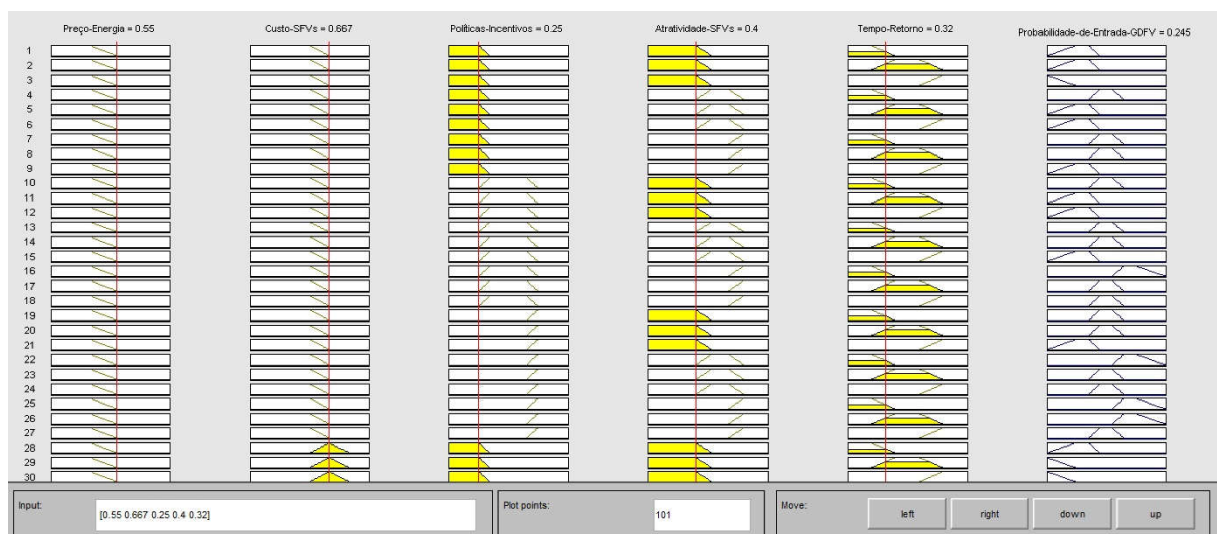 Preço-Energia = 0.55
Custo-SFVs = 0.667
Políticas-Incentivos = 0.25
Atratividade-SFVs = 0.4
Tempo-Retorno = 0.32
Probabilidade-de-Entrada-GDFV = 0.245
1
2
3
4
5
6
7
8
9
10
11
12
13
14
15
16
17
18
19
20
21
22
23
24
25
26
27
28
29
30
Input:
[0.55 0.667 0.25 0.4 0.32]
Plot points:
101
Move:
left
right
down
up